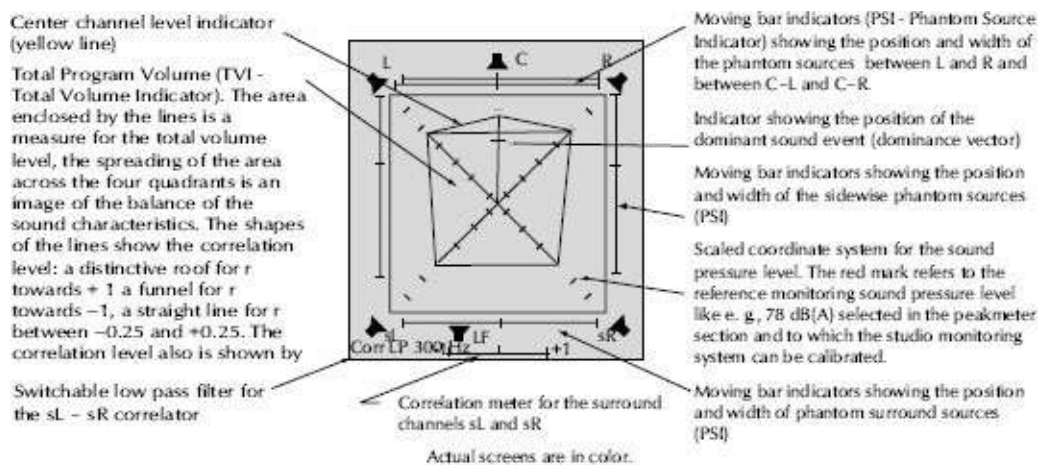 Center channel level indicator
(yellow line)
Total Program Volume (TVI -
Total Volume Indicator). The area
enclosed by the lines is a
measure for the total volume
level, the spreading of the area
across the four quadrants is an
image of the balance of the
sound characteristics. The shapes
of the lines show the correlation
level: a distinctive roof for r
towards + 1 a funnel for r
towards −1, a straight line for r
between −0.25 and +0.25. The
correlation level also is shown by
Switchable low pass filter for
the sL – sR correlator
L
C
R
sL
LF
sR
Corr LP 300 Hz
+1
Correlation meter for the surround
channels sL and sR
Actual screens are in color.
Moving bar indicators (PSI - Phantom Source
Indicator) showing the position and width of
the phantom sources between L and R and
between C–L and C–R.
Indicator showing the position of the
dominant sound event (dominance vector)
Moving bar indicators showing the position
and width of the sidewise phantom sources
(PSI)
Scaled coordinate system for the sound
pressure level. The red mark refers to the
reference monitoring sound pressure level
like e. g., 78 dB(A) selected in the peakmeter
section and to which the studio monitoring
system can be calibrated.
Moving bar indicators showing the position
and width of phantom surround sources
(PSI)